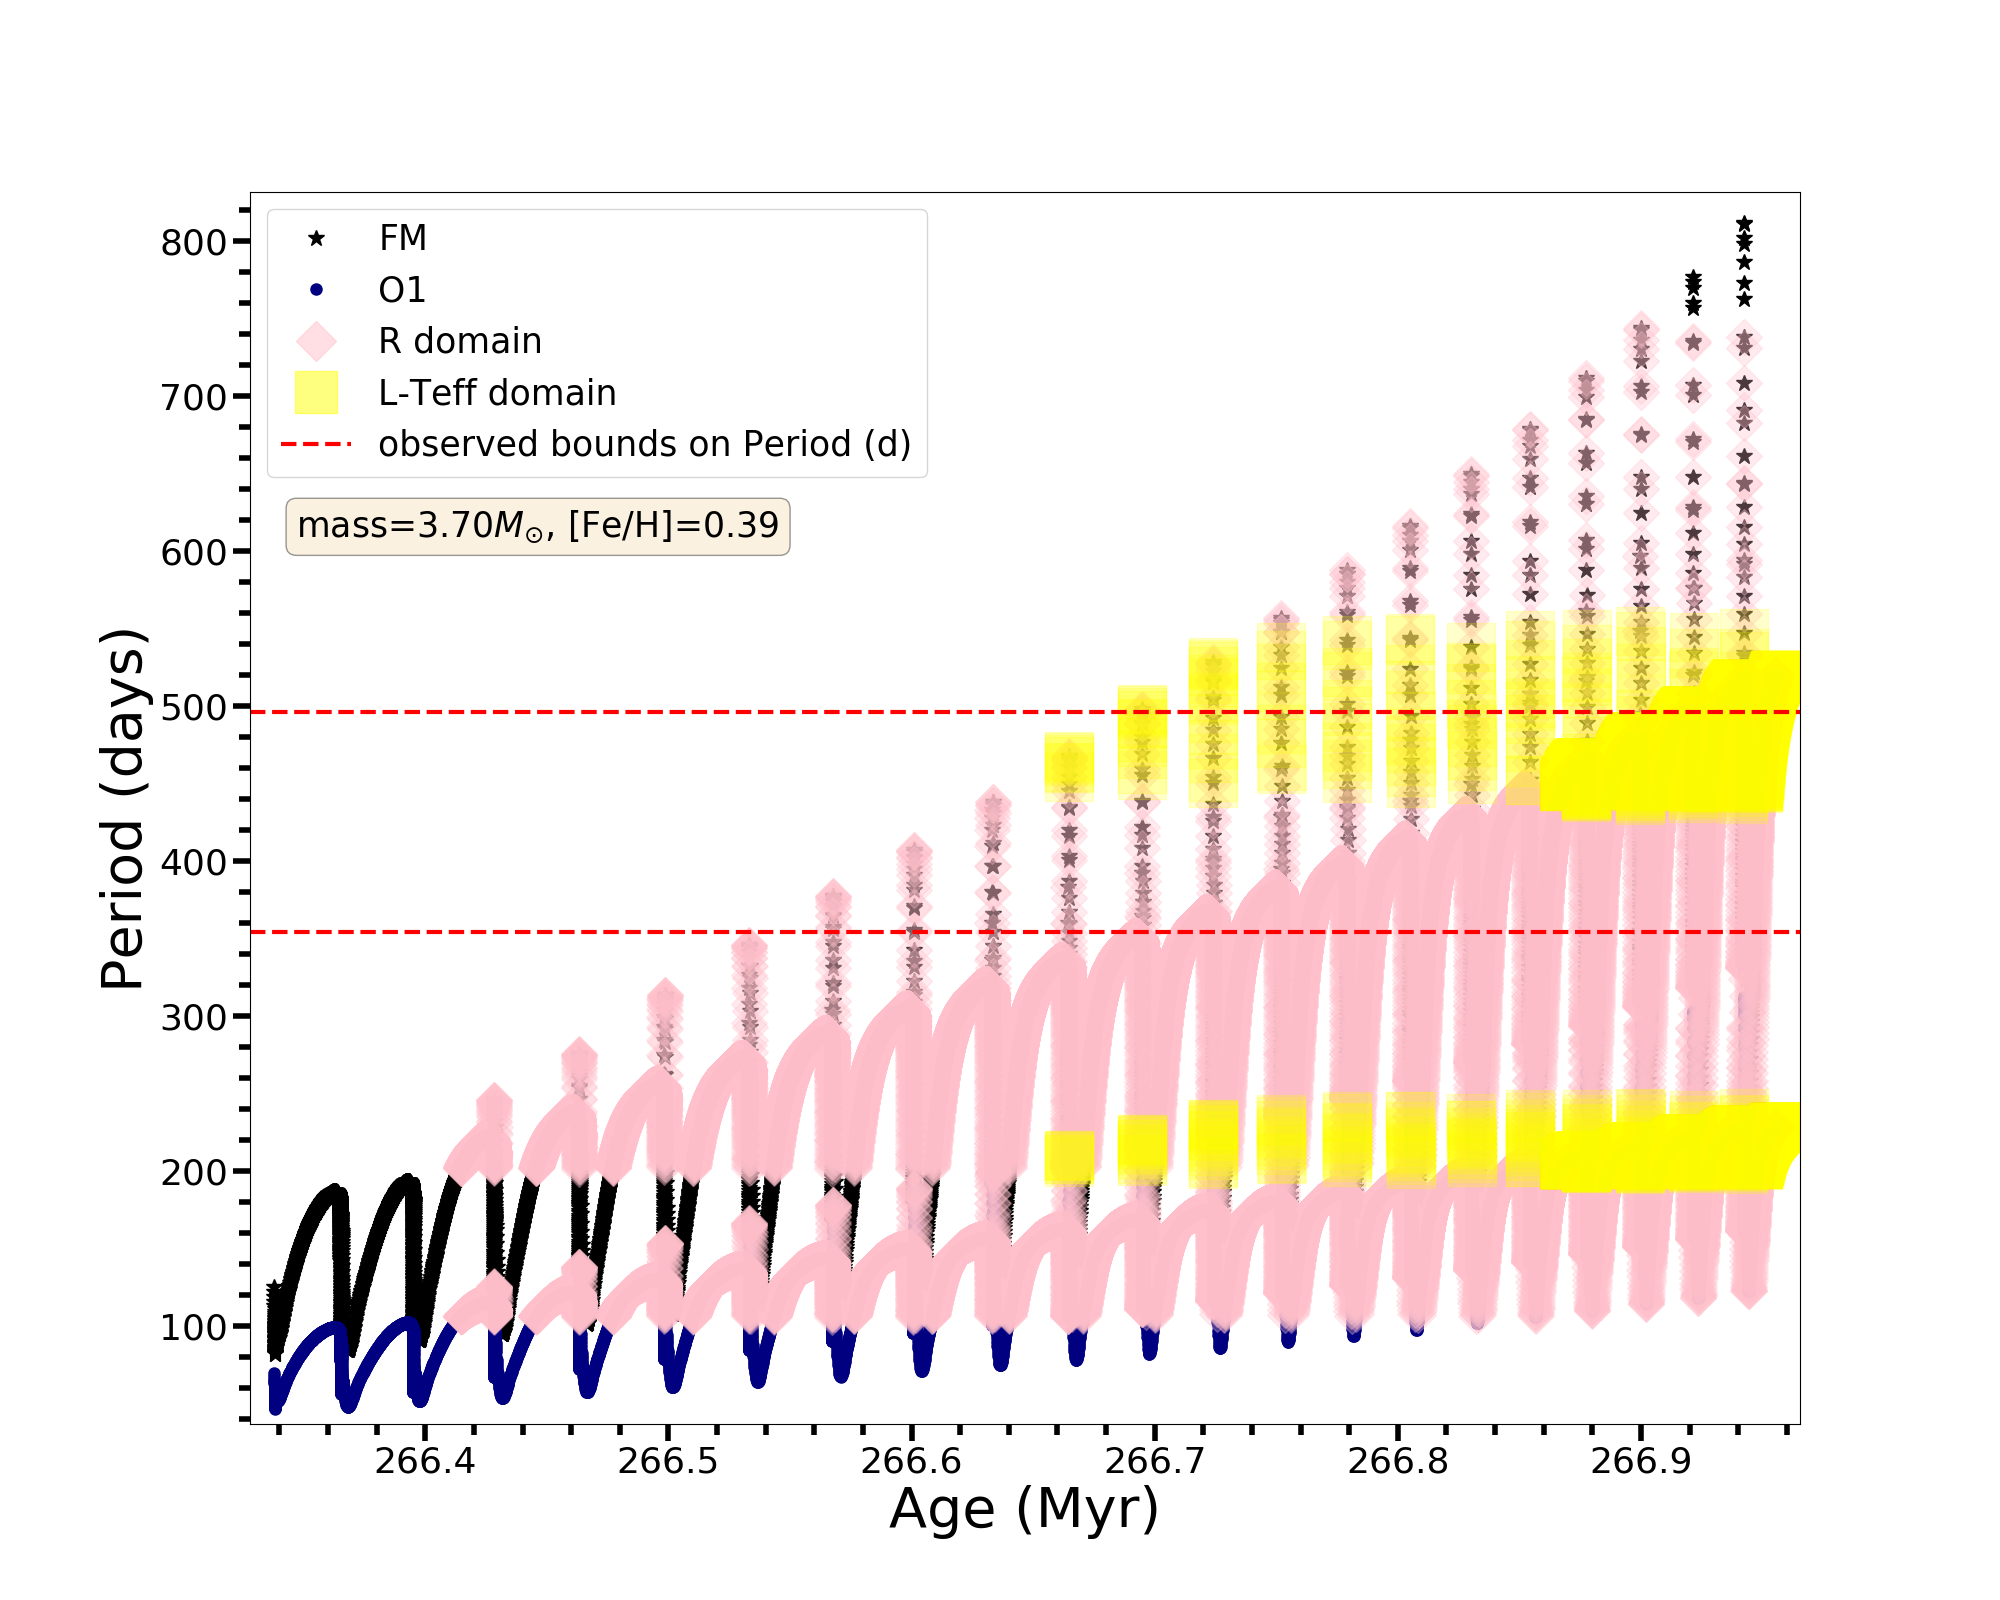 FM
O1
R domain
L-Teff domain
observed bounds on Period (d)
mass=3.70M☉, [Fe/H]=0.39
800
700
600
500
400
300
200
100
Period (days)
266.4 266.5 266.6 266.7 266.8 266.9
Age (Myr)